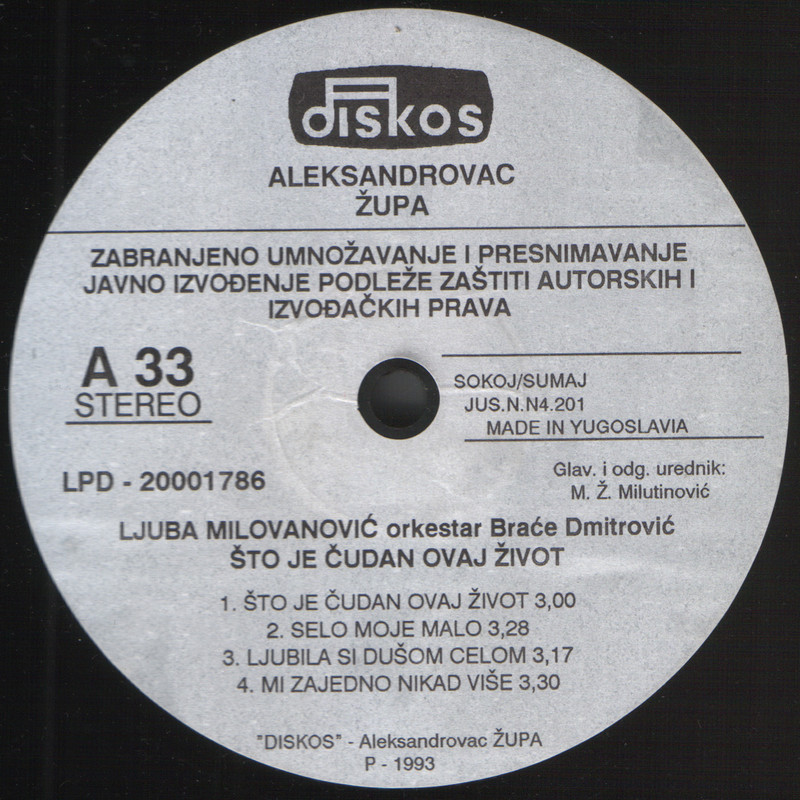 diskos
ALEKSANDROVAC
ŽUPA
ZABRANJENO UMNOŽAVANJE I PRESNIMAVANJE
JAVNO IZVOĐENJE PODLEŽE ZAŠTITI AUTORSKIH I
IZVOĐAČKIH PRAVA
A 33
STEREO
SOKOJ/SUMAJ
JUS.N.N4.201
MADE IN YUGOSLAVIA
LPD - 20001786
Glav. i odg. urednik:
M. Ž. Milutinović
LJUBA MILOVANOVIĆ orkestar Braće Dmitrović
ŠTO JE ČUDAN OVAJ ŽIVOT
1. ŠTO JE ČUDAN OVAJ ŽIVOT 3,00
2. SELO MOJE MALO 3,28
3. LJUBILA SI DUŠOM CELOM 3,17
4. MI ZAJEDNO NIKAD VIŠE 3,30
"DISKOS" - Aleksandrovac ŽUPA
P - 1993